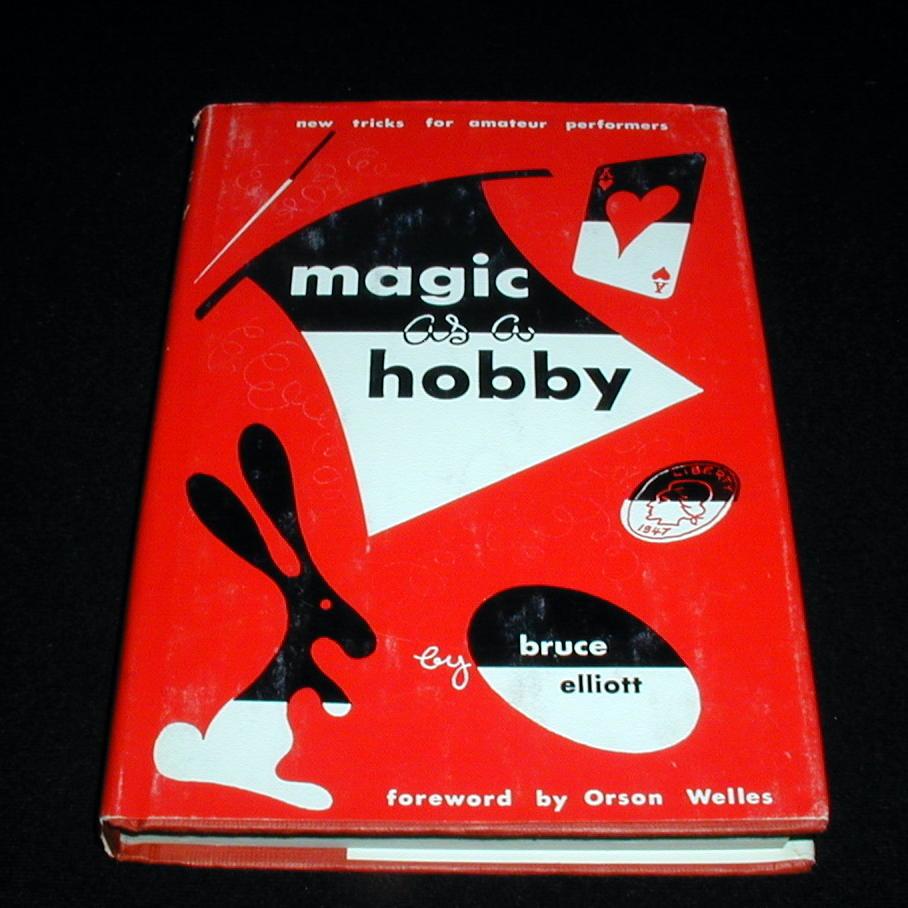 new tricks for amateur performers
A
magic
as a
hobby
A
LIBERTY
1947
by
bruce
elliott
foreword by Orson Welles